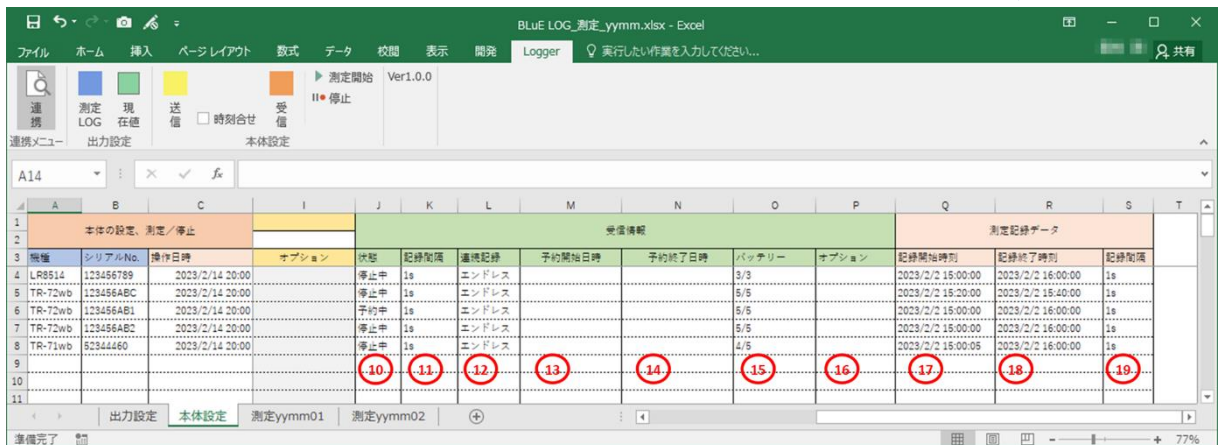 BLuE LOG_測定_yymm.xlsx - Excel
ファイル ホーム 挿入 ページ レイアウト 数式 データ 校閲 表示 開発 Logger 実行したい作業を入力してください... 共有
連携 測定LOG 現在値 送信 時刻合せ 受信 測定開始 停止 Ver1.0.0
連携メニュー 出力設定 本体設定
A14 fx
A B C I J K L M N O P Q R S T
1 本体の設定、測定／停止 受信情報 測定記録データ
2
3 機種 シリアルNo. 操作日時 オプション 状態 記録間隔 連続記録 予約開始日時 予約終了日時 バッテリー オプション 記録開始時刻 記録終了時刻 記録間隔
4 LR8514 123456789 2023/2/14 20:00 停止中 1s エンドレス 3/3 2023/2/2 15:00:00 2023/2/2 16:00:00 1s
5 TR-72wb 123456ABC 2023/2/14 20:00 停止中 1s エンドレス 5/5 2023/2/2 15:20:00 2023/2/2 15:40:00 1s
6 TR-72wb 123456AB1 2023/2/14 20:00 予約中 1s エンドレス 5/5 2023/2/2 15:00:00 2023/2/2 16:00:00 1s
7 TR-72wb 123456AB2 2023/2/14 20:00 停止中 1s エンドレス 5/5 2023/2/2 15:00:00 2023/2/2 16:00:00 1s
8 TR-71wb 52344460 2023/2/14 20:00 停止中 1s エンドレス 4/5 2023/2/2 15:00:05 2023/2/2 16:00:00 1s
9 10 11 12 13 14 15 16 17 18 19
10
11
出力設定 本体設定 測定yymm01 測定yymm02
準備完了 77%